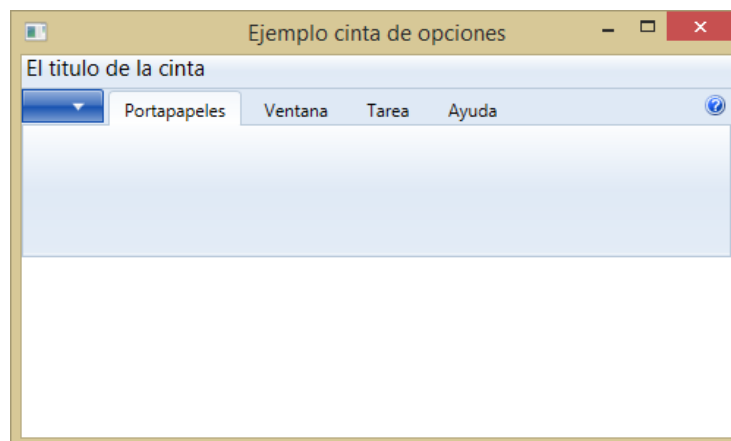 Ejemplo cinta de opciones
El titulo de la cinta
Portapapeles Ventana Tarea Ayuda